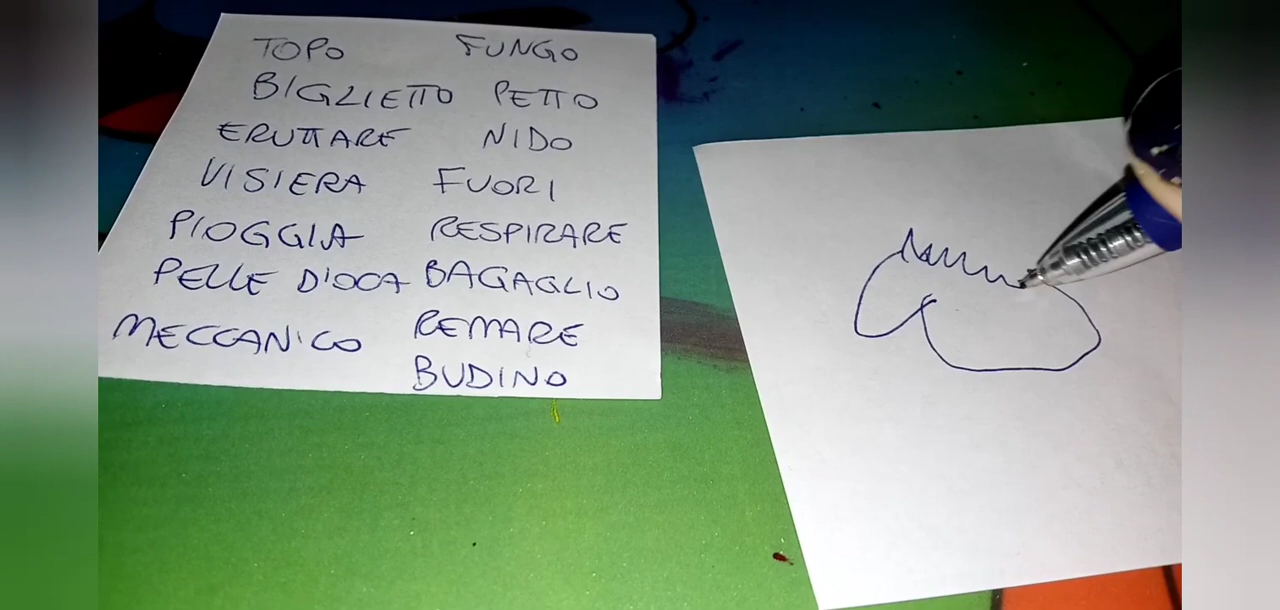 TOPO FUNGO
BIGLIETTO PETTO
ERUTTARE NIDO
VISIERA FUORI
PIOGGIA RESPIRARE
PELLE D'OCA BAGAGLIO
MECCANICO REMARE
BUDINO